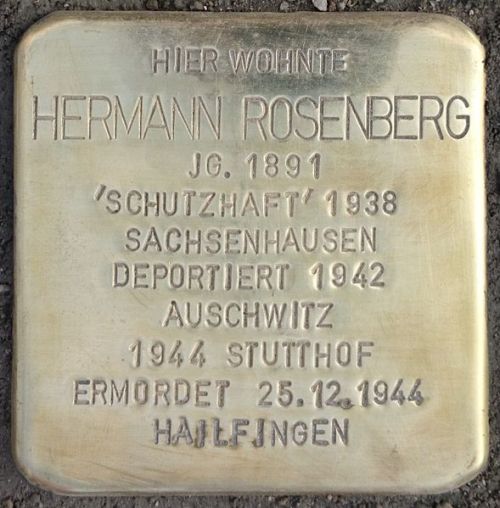 HIER WOHNTE
HERMANN ROSENBERG
JG. 1891
'SCHUTZHAFT' 1938
SACHSENHAUSEN
DEPORTIERT 1942
AUSCHWITZ
1944 STUTTHOF
ERMORDET 25.12.1944
HAILFINGEN